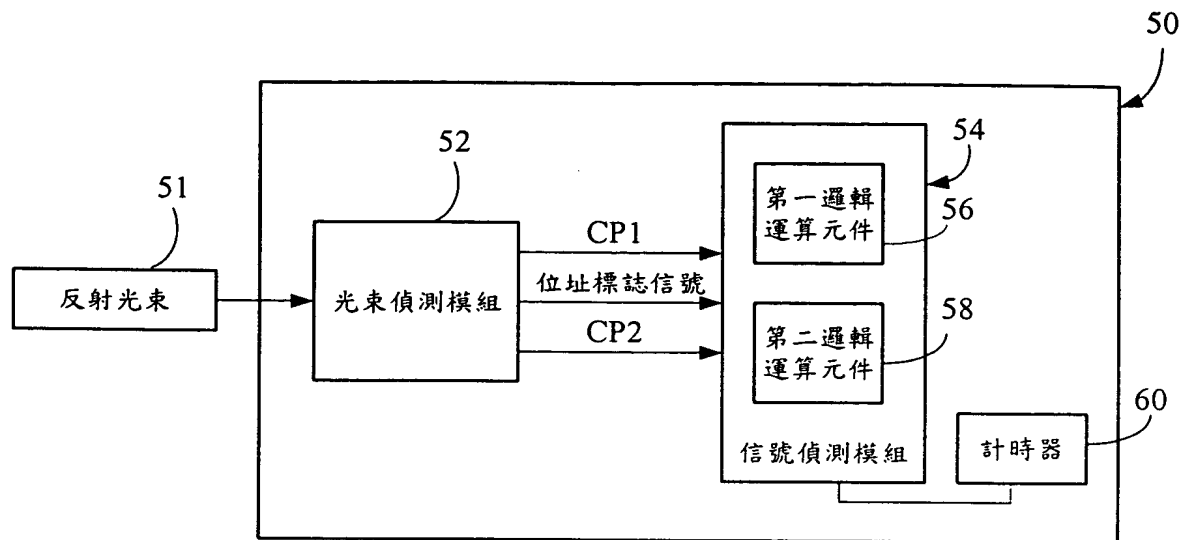 50
54
52
51
第一邏輯
運算元件
56
CP1
反射光束
光束偵測模組
位址標誌信號
58
CP2
第二邏輯
運算元件
60
信號偵測模組
計時器